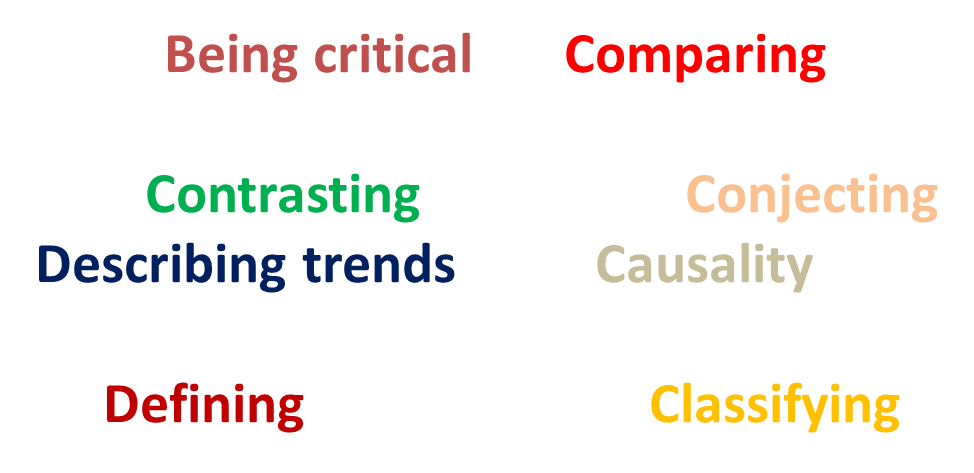 Being critical Comparing
Contrasting Conjecting
Describing trends Causality
Defining Classifying